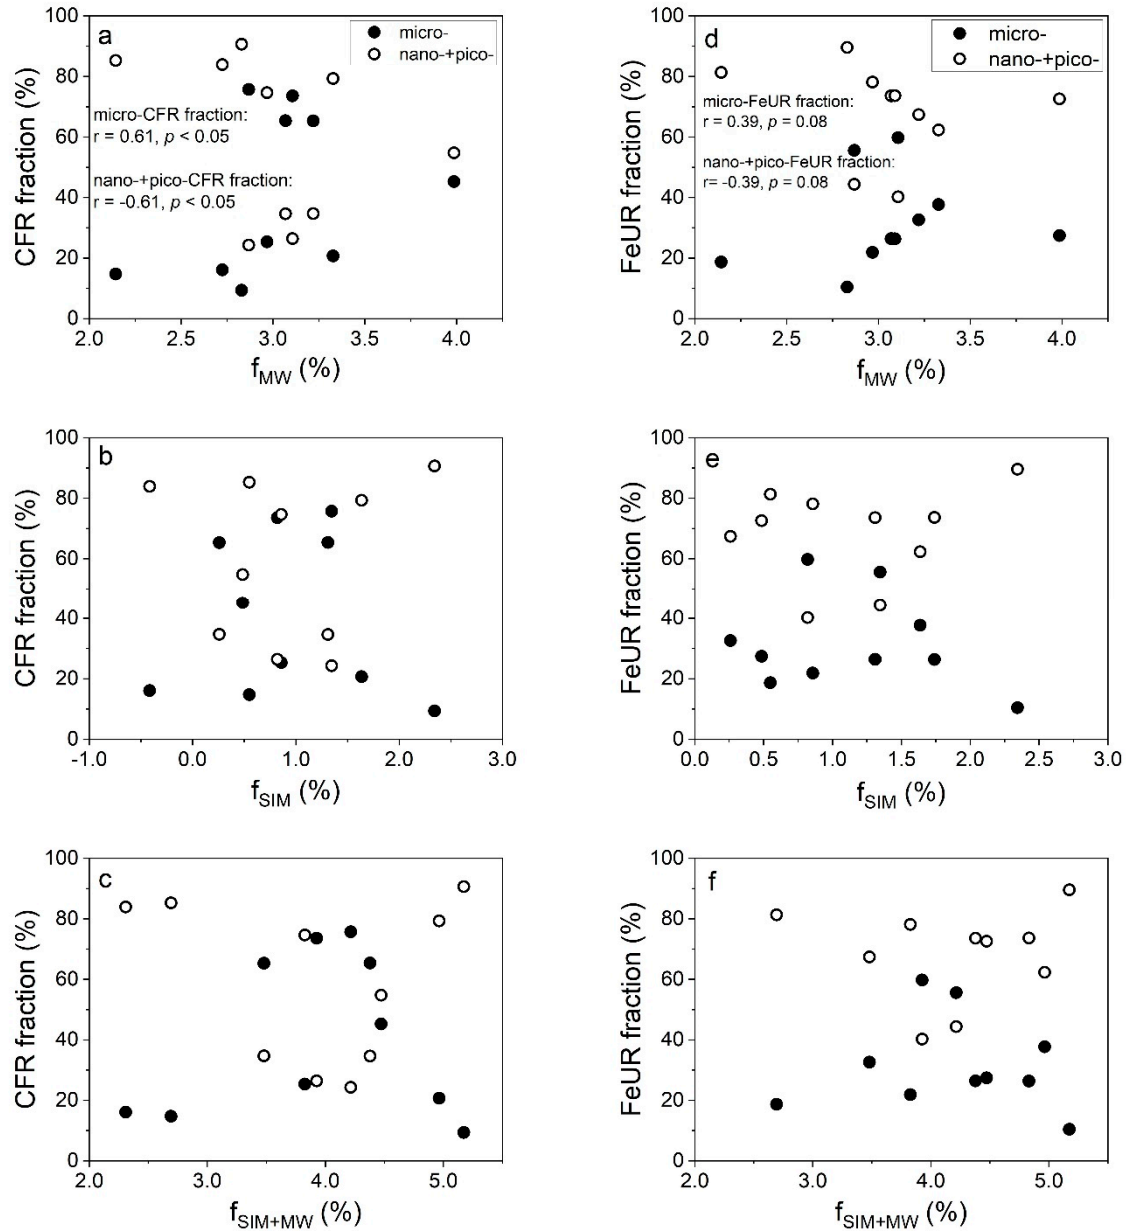 a
micro-
nano-+pico-
micro-CFR fraction:
r = 0.61, p < 0.05
nano-+pico-CFR fraction:
r = -0.61, p < 0.05
CFR fraction (%)
100
80
60
40
20
0
2.0 2.5 3.0 3.5 4.0
fMW (%)
d
micro-
nano-+pico-
micro-FeUR fraction:
r = 0.39, p = 0.08
nano-+pico-FeUR fraction:
r= -0.39, p = 0.08
FeUR fraction (%)
100
80
60
40
20
0
2.0 2.5 3.0 3.5 4.0
fMW (%)
b
CFR fraction (%)
100
80
60
40
20
0
-1.0 0.0 1.0 2.0 3.0
fSIM (%)
e
FeUR fraction (%)
100
80
60
40
20
0
0.0 0.5 1.0 1.5 2.0 2.5 3.0
fSIM (%)
c
CFR fraction (%)
100
80
60
40
20
0
2.0 3.0 4.0 5.0
fSIM+MW (%)
f
FeUR fraction (%)
100
80
60
40
20
0
2.0 3.0 4.0 5.0
fSIM+MW (%)